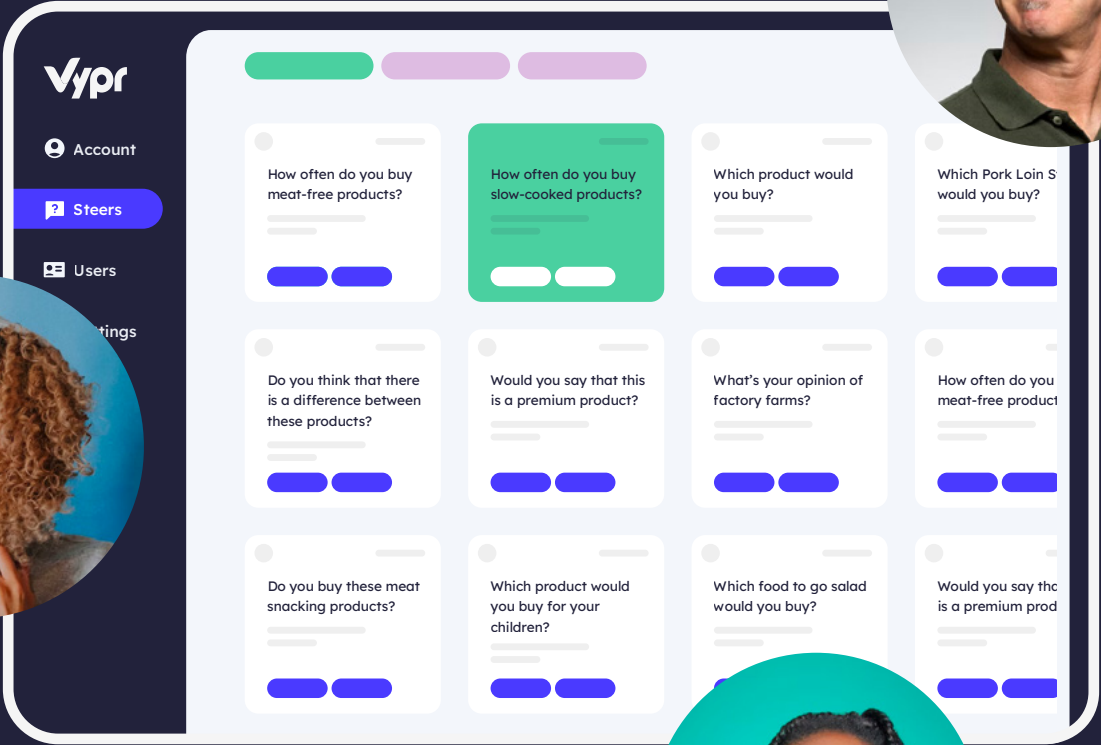 Vypr
Account
Steers
Users
How often do you buy
meat-free products?
How often do you buy
slow-cooked products?
Which product would
you buy?
Which Pork Loin
would you buy?
Do you think that there
is a difference between
these products?
Would you say that this
is a premium product?
What’s your opinion of
factory farms?
How often do you
meat-free
Do you buy these meat
snacking products?
Which product would
you buy for your
children?
Which food to go salad
would you buy?
Would you say
is a premium